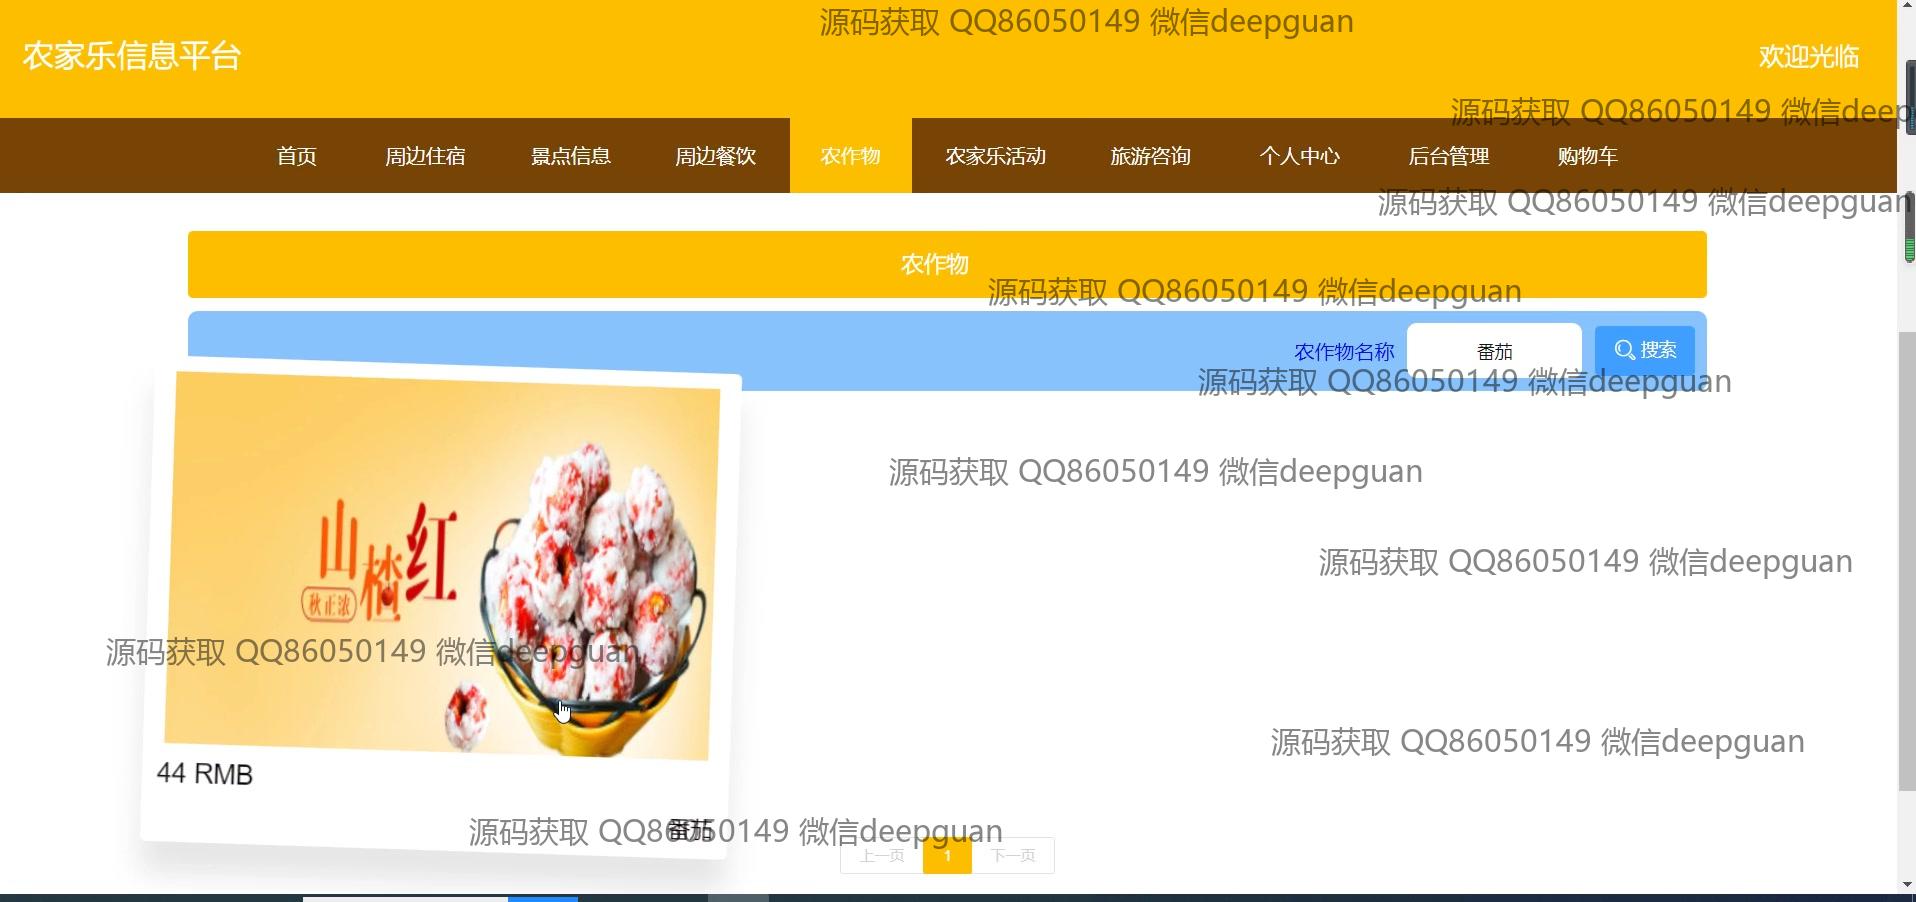 源码获取 QQ86050149 微信deepguan
农家乐信息平台
欢迎光临
源码获取 QQ86050149 微信deep
首页 周边住宿 景点信息 周边餐饮 农作物 农家乐活动 旅游咨询 个人中心 后台管理 购物车
源码获取 QQ86050149 微信deepguan
农作物
源码获取 QQ86050149 微信deepguan
农作物名称 番茄 搜索
源码获取 QQ86050149 微信deepguan
源码获取 QQ86050149 微信deepguan
山楂红
秋正浓
源码获取 QQ86050149 微信deepguan
源码获取 QQ86050149 微信deepguan
源码获取 QQ86050149 微信deepguan
44 RMB
番茄
源码获取 QQ86050149 微信deepguan
上一页 1 下一页